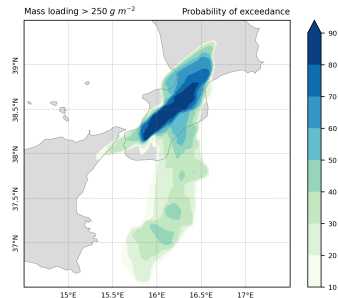 Mass loading > 250 g m⁻²
Probability of exceedance
90
80
70
60
50
40
30
20
10
39°N
38.5°N
38°N
37.5°N
37°N
15°E
15.5°E
16°E
16.5°E
17°E